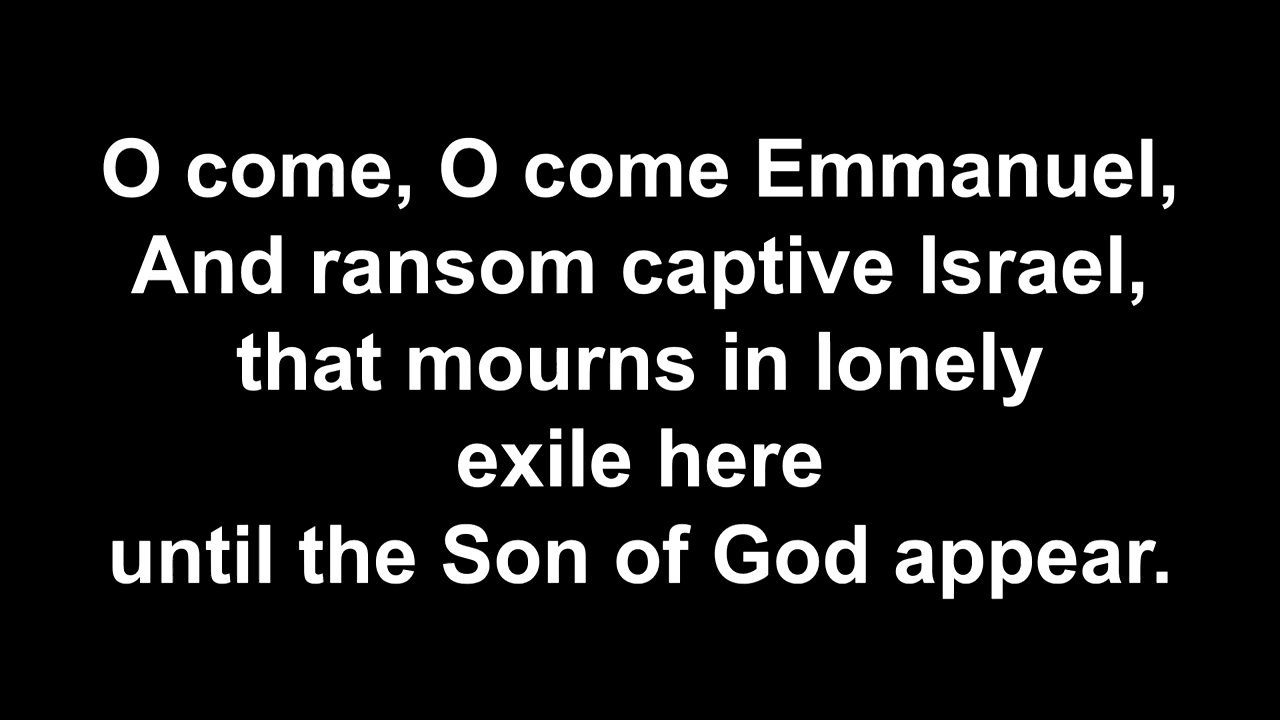 O come, O come Emmanuel,
And ransom captive Israel,
that mourns in lonely
exile here
until the Son of God appear.